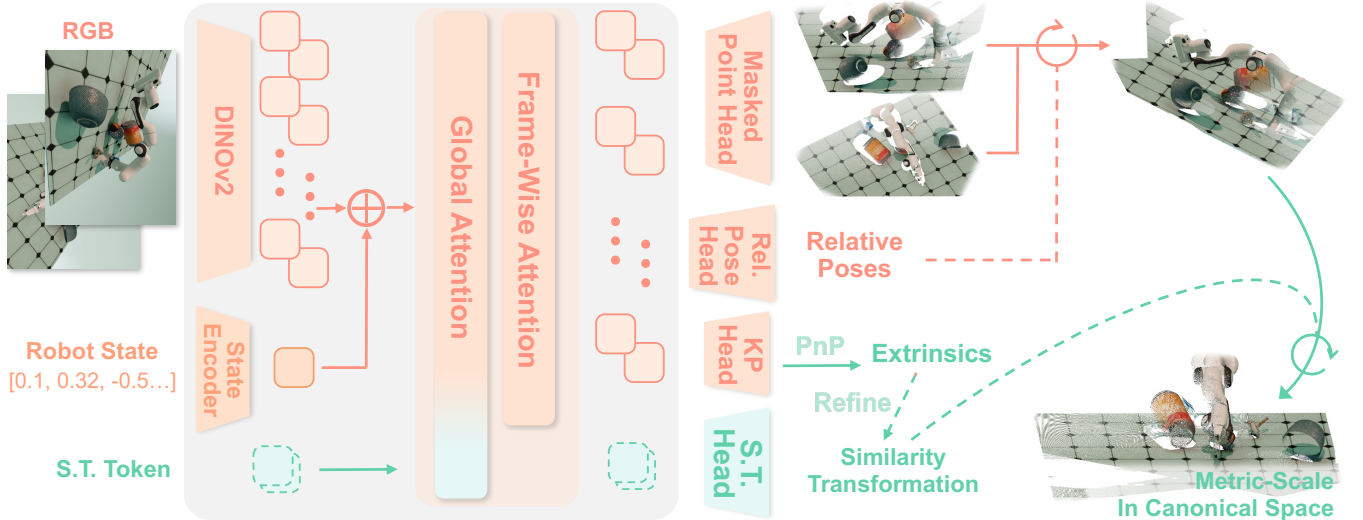 RGB
DINOv2
Robot State
[0.1, 0.32, -0.5...]
State
Encoder
S.T. Token
Global Attention
Frame-Wise Attention
Masked
Point Head
Rel.
Pose
Head
KP
Head
S.T.
Head
Relative
Poses
PnP
Extrinsics
Refine
Similarity
Transformation
Metric-Scale
In Canonical Space